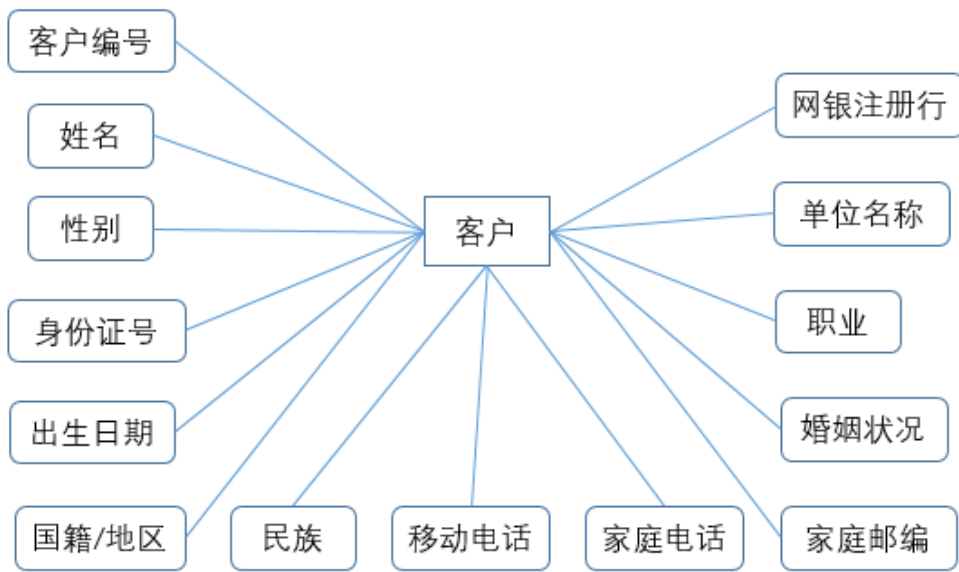 客户编号
姓名
性别
身份证号
出生日期
国籍/地区
民族
移动电话
家庭电话
家庭邮编
婚姻状况
职业
单位名称
网银注册行
客户